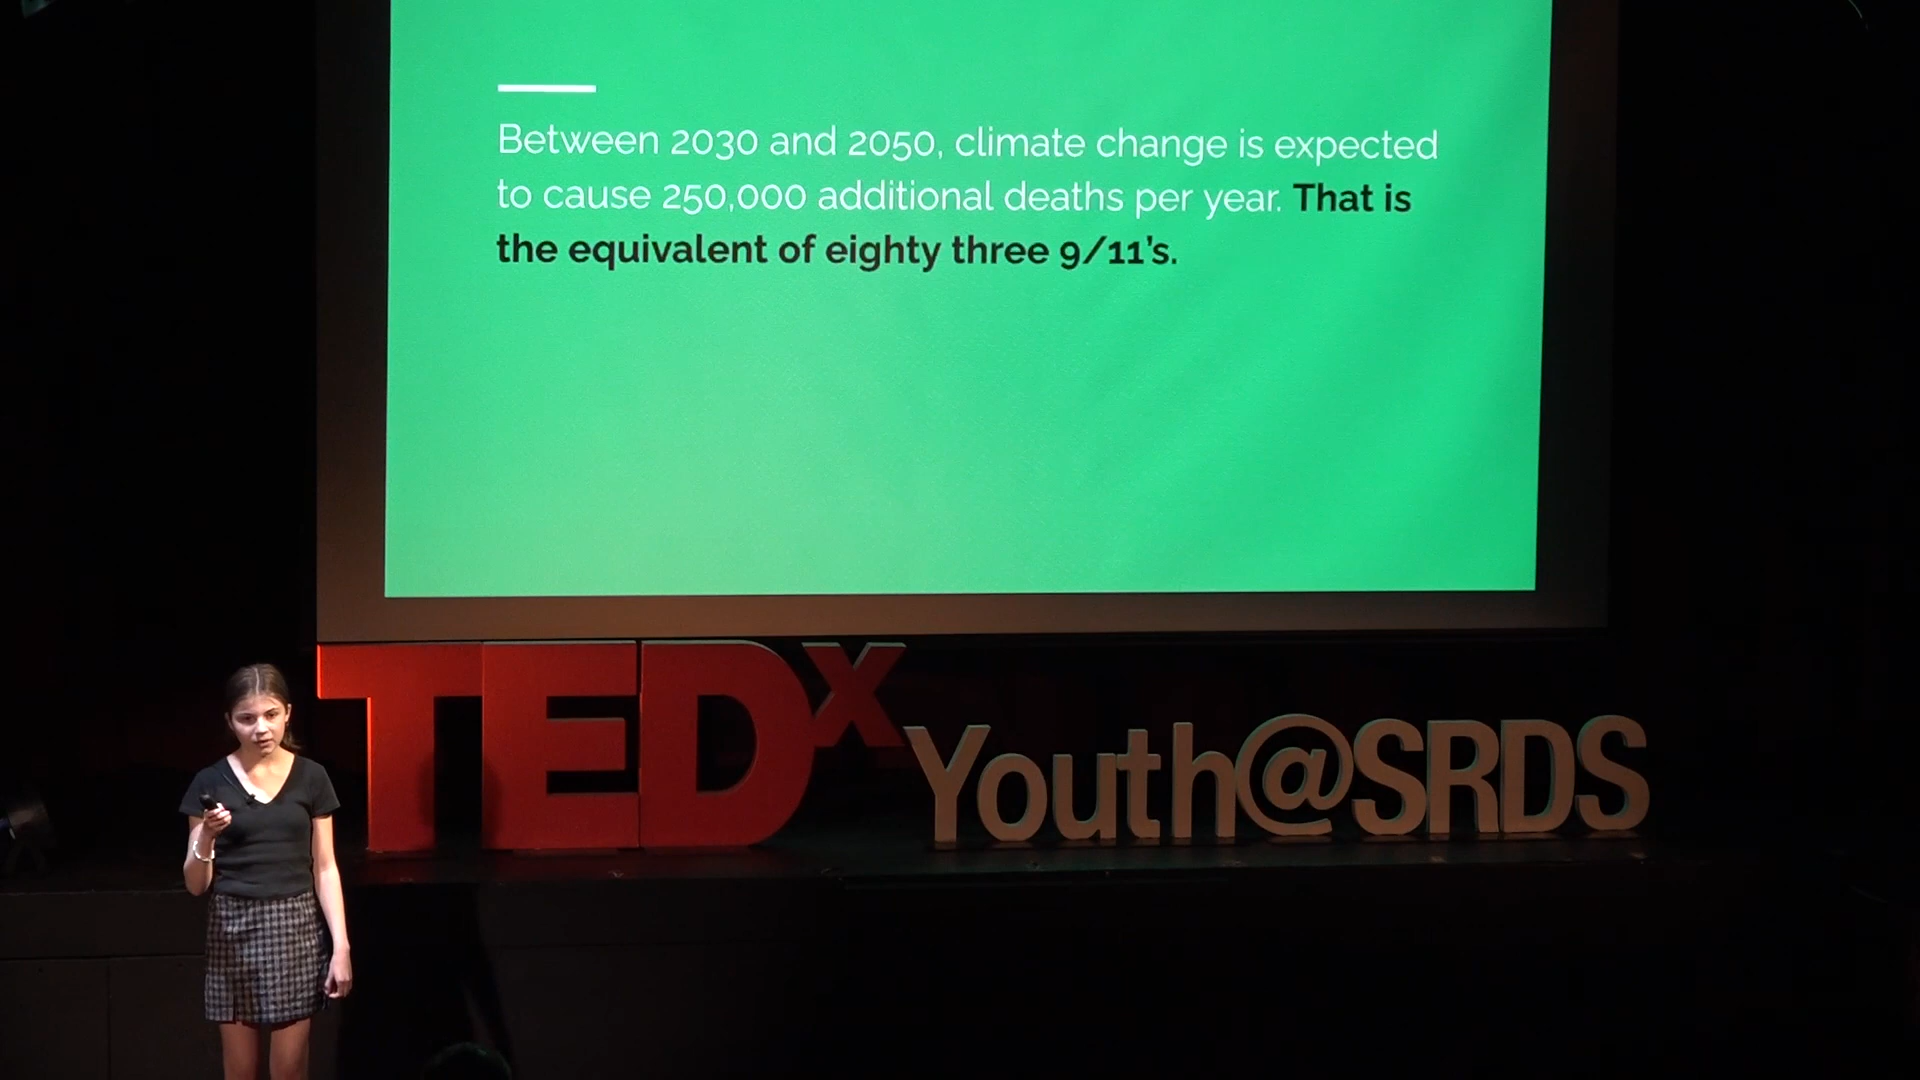 Between 2030 and 2050, climate change is expected
to cause 250,000 additional deaths per year. That is
the equivalent of eighty three 9/11's.
TEDx Youth@SRDS